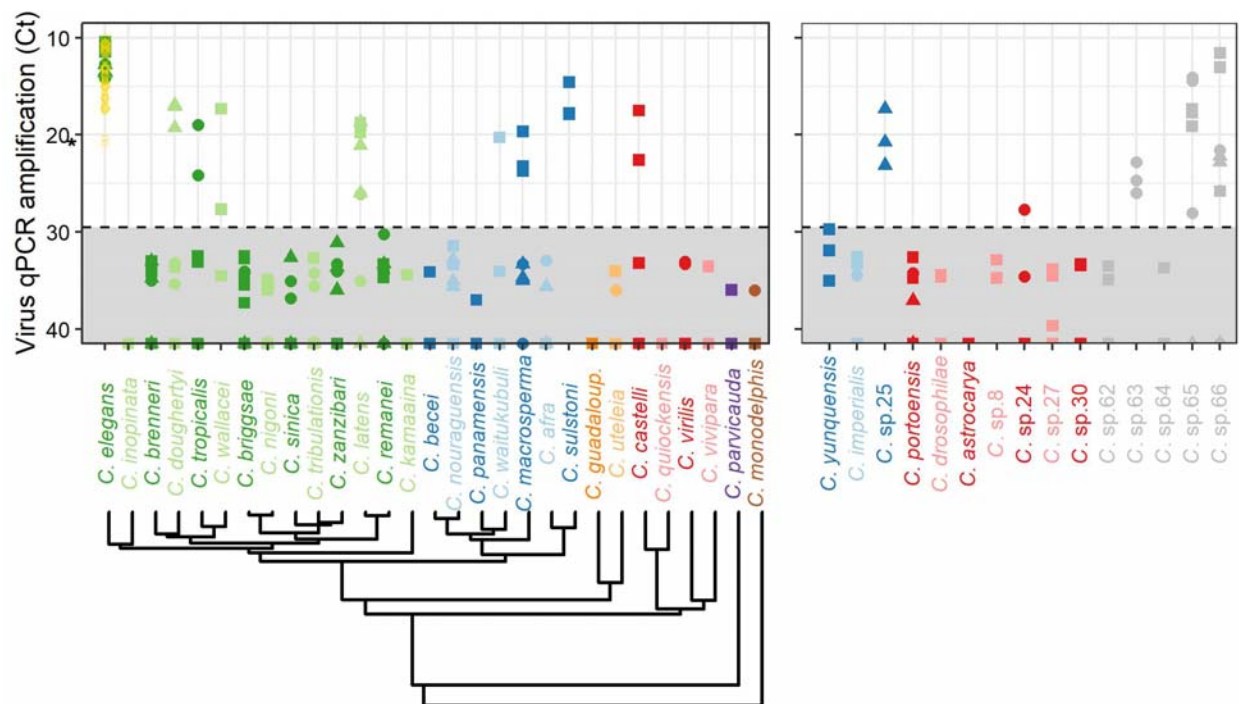 Virus qPCR amplification (Ct)
10
20
*
30
40
C. elegans
C. inopinata
C. brenneri
C. doughertyi
C. tropicalis
C. wallacei
C. briggsae
C. nigoni
C. sinica
C. tribulationis
C. zanzibari
C. latens
C. remanei
C. kamaaina
C. becei
C. nouraguensis
C. panamensis
C. waitukubuli
C. macrosperma
C. afra
C. sulstoni
C. guadaloup.
C. uteleia
C. castelli
C. quiockensis
C. virilis
C. vivipara
C. parvicauda
C. monodelphis
C. yunquensis
C. imperialis
C. sp.25
C. portoensis
C. drosophilae
C. astrocarya
C. sp.8
C. sp.24
C. sp.27
C. sp.30
C. sp.62
C. sp.63
C. sp.64
C. sp.65
C. sp.66